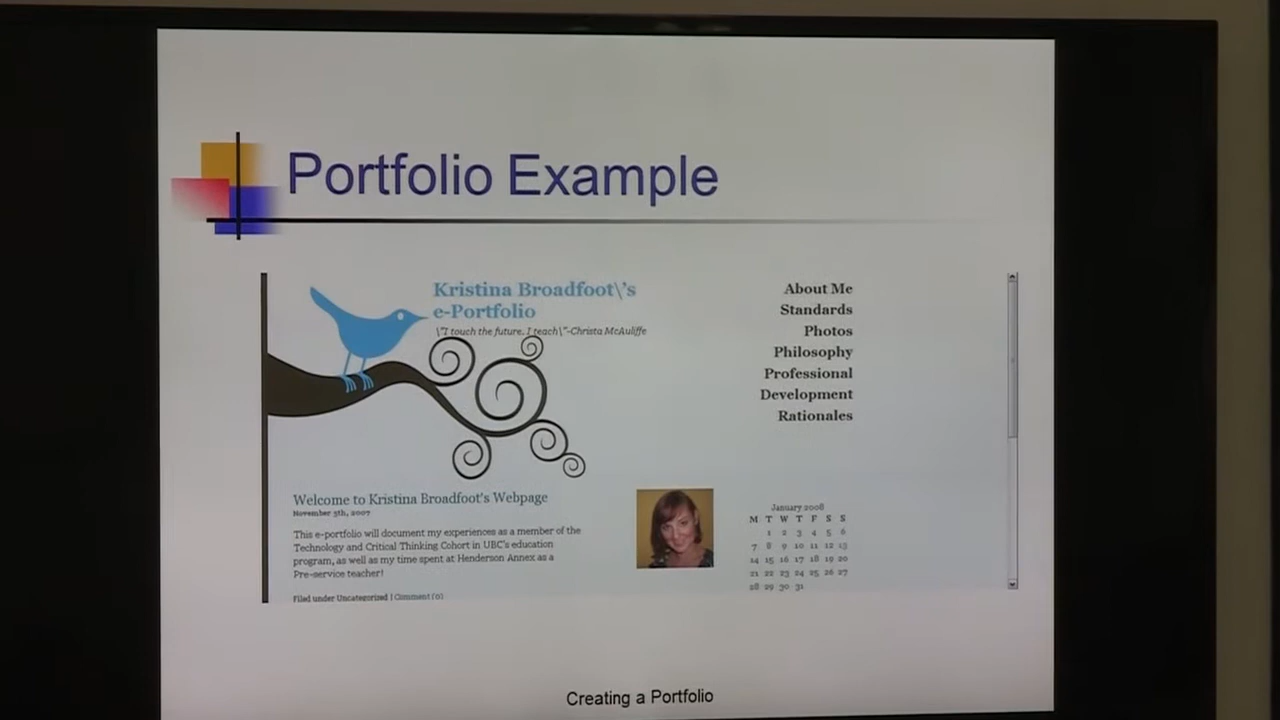 Portfolio Example
Kristina Broadfoot\'s
e-Portfolio
\"I touch the future. I teach\"-Christa McAuliffe
About Me
Standards
Photos
Philosophy
Professional
Development
Rationales
Welcome to Kristina Broadfoot's Webpage
November 5th, 2007
This e-portfolio will document my experiences as a member of the
Technology and Critical Thinking Cohort in UBC's education
program, as well as my time spent at Henderson Annex as a
Pre-service teacher!
Filed under Uncategorized | Comment (0)
January 2008
M T W T F S S
1 2 3 4 5 6
7 8 9 10 11 12 13
14 15 16 17 18 19 20
21 22 23 24 25 26 27
28 29 30 31
Creating a Portfolio